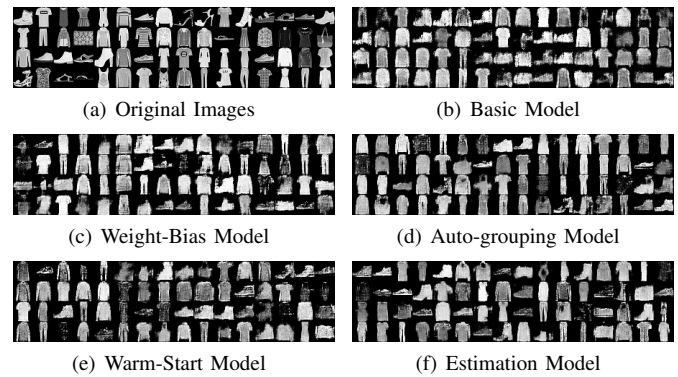 (a) Original Images
(b) Basic Model
(c) Weight-Bias Model
(d) Auto-grouping Model
(e) Warm-Start Model
(f) Estimation Model